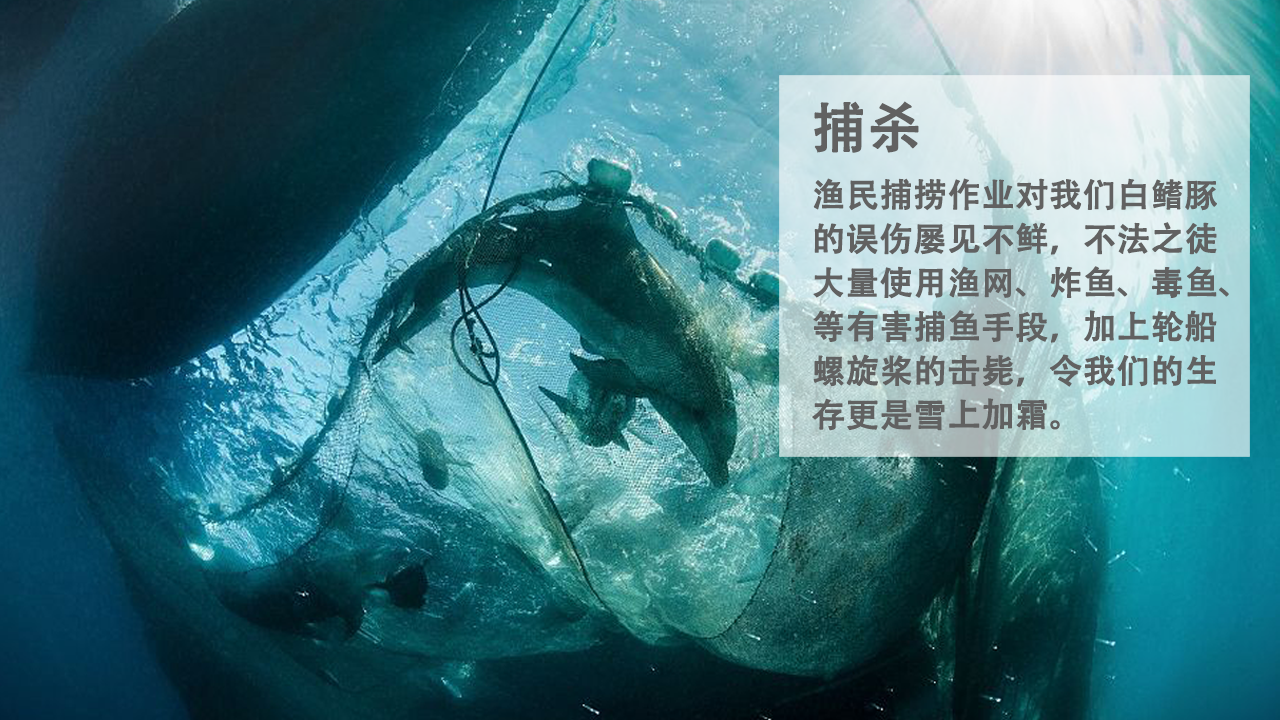 捕杀
渔民捕捞作业对我们白鳍豚
的误伤屡见不鲜，不法之徒
大量使用渔网、炸鱼、毒鱼、
等有害捕鱼手段，加上轮船
螺旋桨的击毙，令我们的生
存更是雪上加霜。